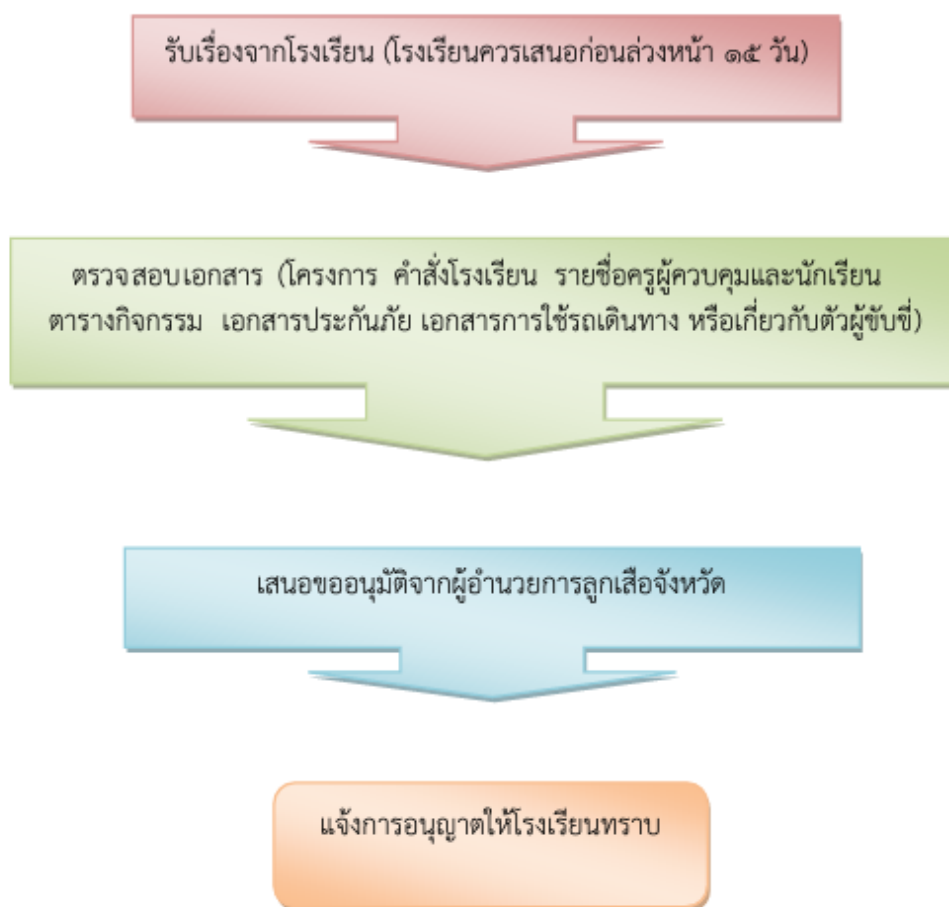 รับเรื่องจากโรงเรียน (โรงเรียนควรเสนอก่อนล่วงหน้า ๑๕ วัน)
ตรวจสอบเอกสาร (โครงการ คำสั่งโรงเรียน รายชื่อครูผู้ควบคุมและนักเรียน
ตารางกิจกรรม เอกสารประกันภัย เอกสารการใช้รถเดินทาง หรือเกี่ยวกับตัวผู้ขับขี่)
เสนอขออนุมัติจากผู้อำนวยการลูกเสือจังหวัด
แจ้งการอนุญาตให้โรงเรียนทราบ